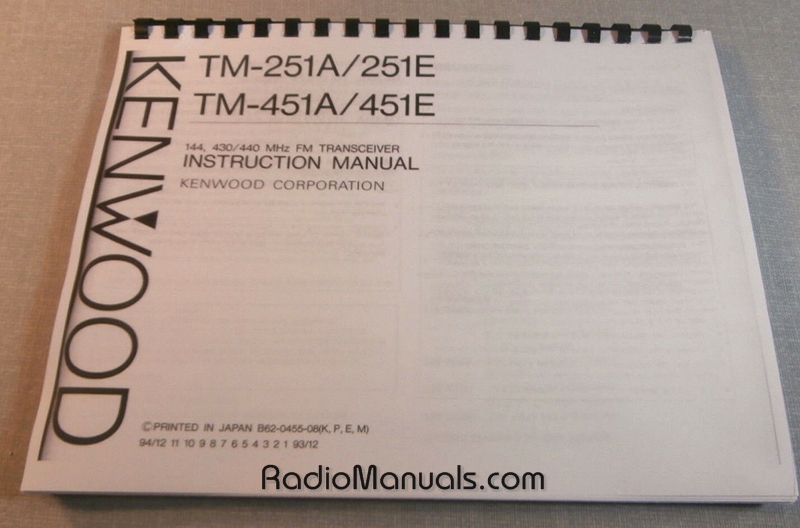 KENWOOD
TM-251A/251E
TM-451A/451E
144, 430/440 MHz FM TRANSCEIVER
INSTRUCTION MANUAL
KENWOOD CORPORATION
©PRINTED IN JAPAN B62-0455-08(K, P, E, M)
94/12 11 10 9 8 7 6 5 4 3 2 1 93/12
RadioManuals.com